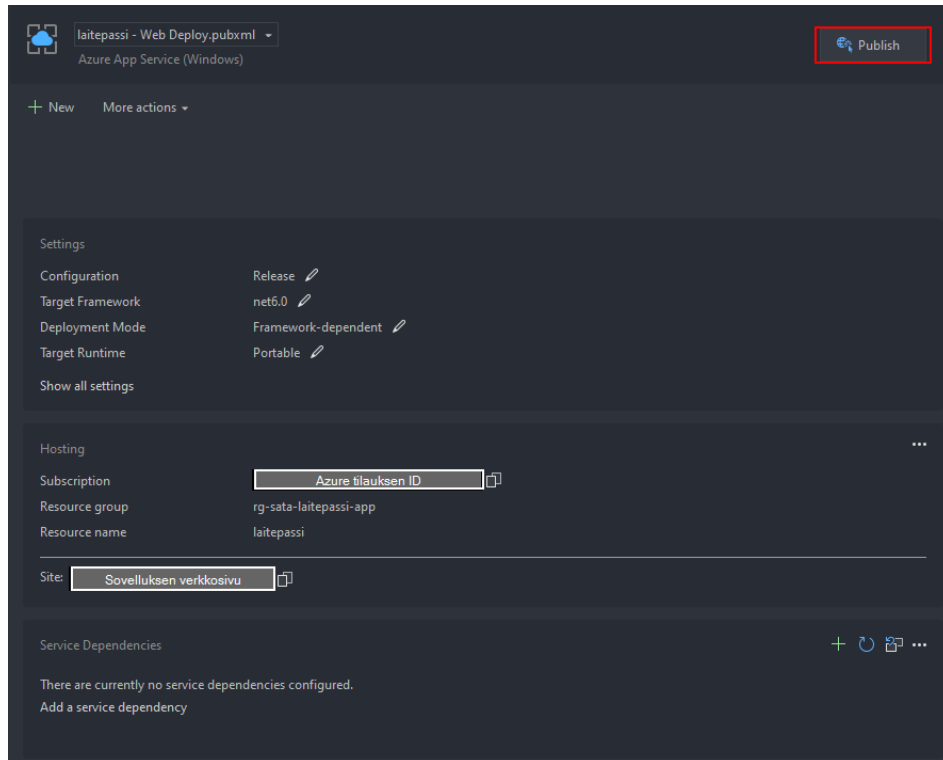 laitepassi - Web Deploy.pubxml
Azure App Service (Windows)
Publish
New More actions
Settings
Configuration Release
Target Framework net6.0
Deployment Mode Framework-dependent
Target Runtime Portable
Show all settings
Hosting
Subscription Azure tilauksen ID
Resource group rg-sata-laitepassi-app
Resource name laitepassi
Site: Sovelluksen verkkosivu
Service Dependencies
There are currently no service dependencies configured.
Add a service dependency